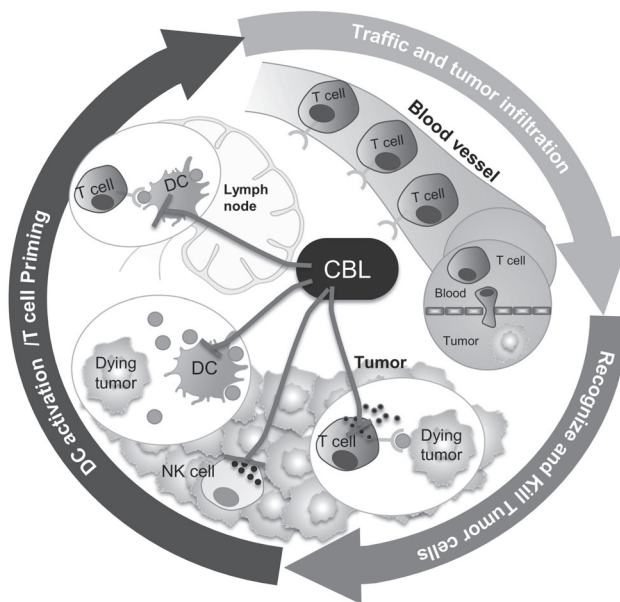 Traffic and tumor infiltration
T cell
Blood vessel
T cell
T cell
T cell
DC
Lymph
node
CBL
T cell
Blood
Tumor
DC activation /T cell Priming
Dying
tumor
DC
Tumor
T cell
Dying
tumor
NK cell
Recognize and Kill Tumor cells